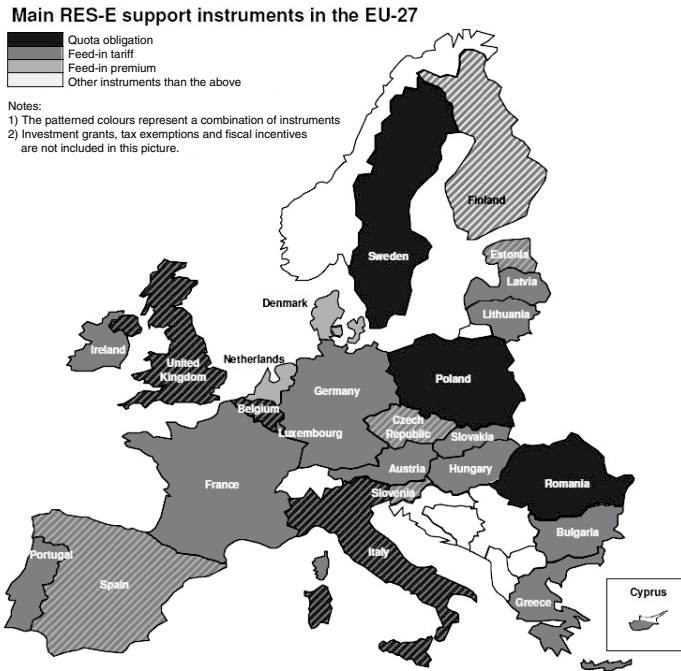 Main RES-E support instruments in the EU-27
Quota obligation
Feed-in tariff
Feed-in premium
Other instruments than the above
Notes:
1) The patterned colours represent a combination of instruments
2) Investment grants, tax exemptions and fiscal incentives
are not included in this picture.
Finland
Sweden
Estonia
Latvia
Lithuania
Denmark
Ireland
United
Kingdom
Netherlands
Belgium
Germany
Poland
Luxembourg
Czech
Republic
Slovakia
Austria
Hungary
France
Slovenia
Romania
Italy
Bulgaria
Portugal
Spain
Greece
Cyprus